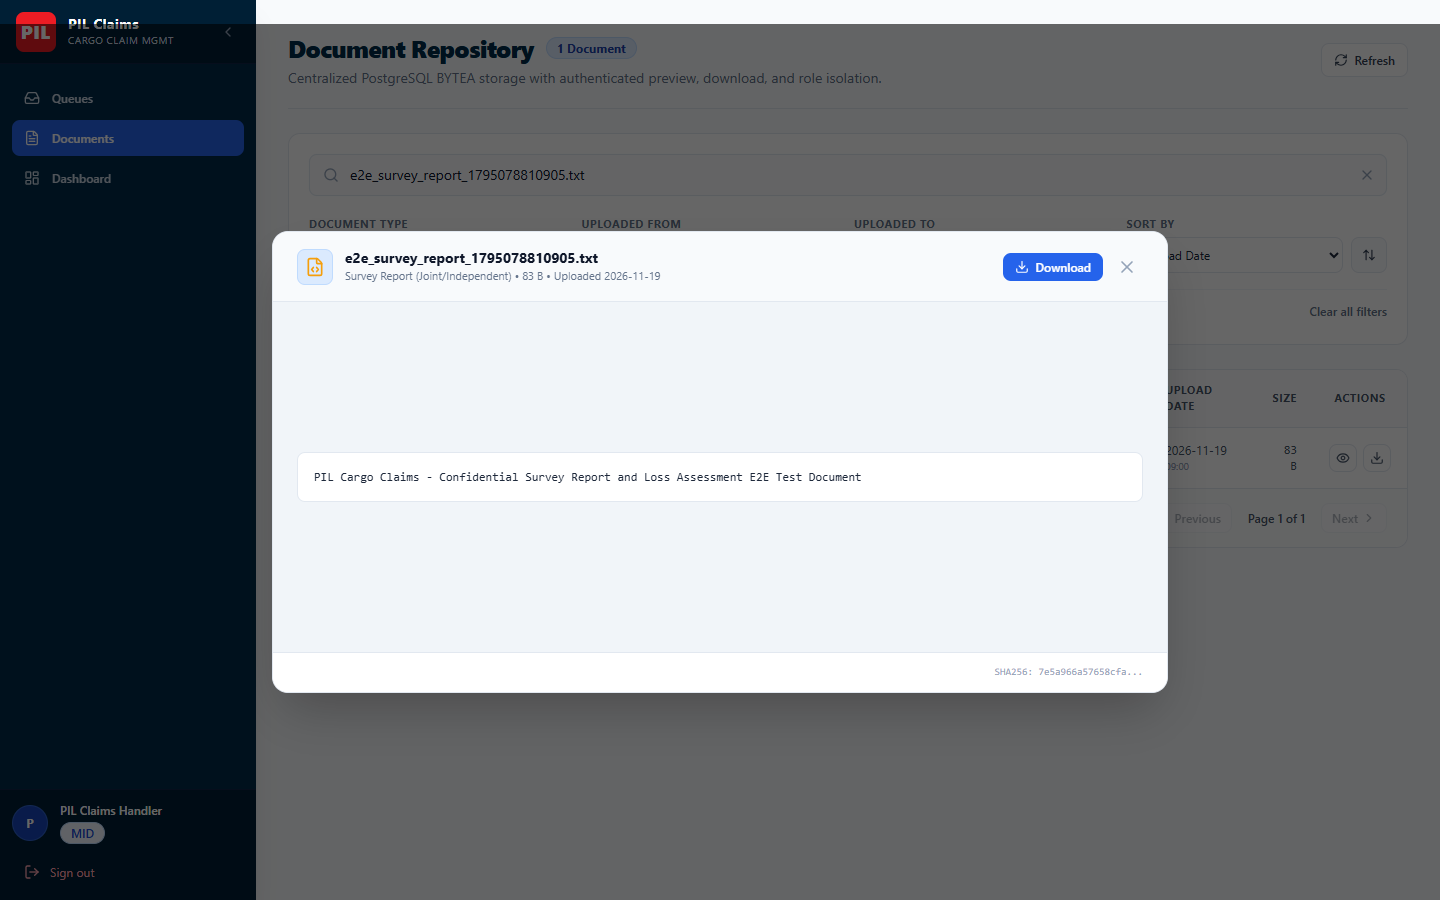 PIL
PIL Claims
CARGO CLAIM MGMT
Queues
Documents
Dashboard
PIL Claims Handler
P
MID
Sign out
Document Repository
1 Document
Centralized PostgreSQL BYTEA storage with authenticated preview, download, and role isolation.
Refresh
e2e_survey_report_1795078810905.txt
DOCUMENT TYPE
UPLOADED FROM
UPLOADED TO
SORT BY
Date
Clear all filters
e2e_survey_report_1795078810905.txt
Survey Report (Joint/Independent) • 83 B • Uploaded 2026-11-19
Download
PIL Cargo Claims - Confidential Survey Report and Loss Assessment E2E Test Document
SHA256: 7e5a966a57658cfa...
UPLOAD
DATE
SIZE
ACTIONS
2026-11-19
83
B
Previous
Page 1 of 1
Next